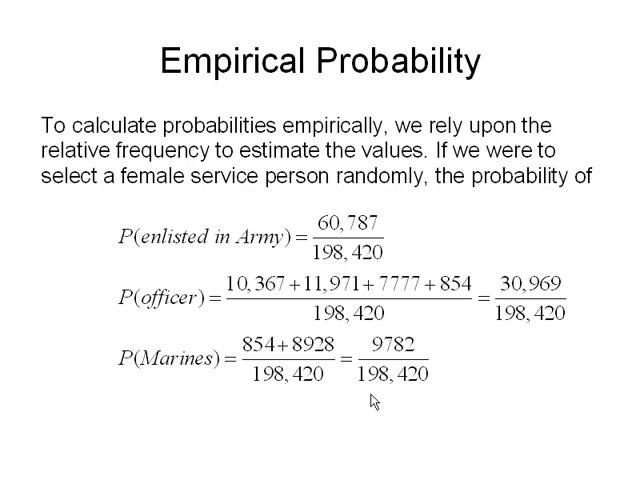 Empirical Probability
To calculate probabilities empirically, we rely upon the
relative frequency to estimate the values. If we were to
select a female service person randomly, the probability of
P(enlisted in Army) = 60,787 / 198,420
P(officer) = 10,367+11,971+7777+854 / 198,420 = 30,969 / 198,420
P(Marines) = 854+8928 / 198,420 = 9782 / 198,420